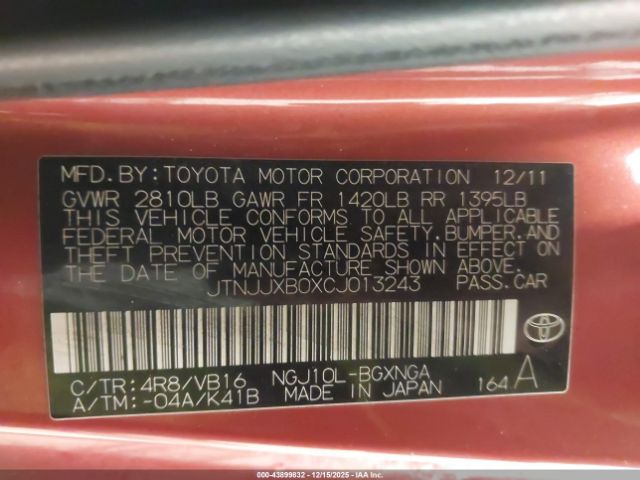 MFD.BY:TOYOTA MOTOR CORPORATION 12/11
GVWR 2810LB GAWR FR 1420LB RR 1395LB
THIS VEHICLE CONFORMS TO ALL APPLICABLE
FEDERAL MOTOR VEHICLE SAFETY,BUMPER,AND
THEFT PREVENTION STANDARDS IN EFFECT ON
THE DATE OF MANUFACTURE SHOWN ABOVE.
JTNJJXB0XCJ013243 PASS.CAR
C/TR:4R8/VB16 NGJ10L-BGXNGA
A/TM:-04A/K41B MADE IN JAPAN 164 A
000-43899832 - 12/15/2025 - IAA Inc.